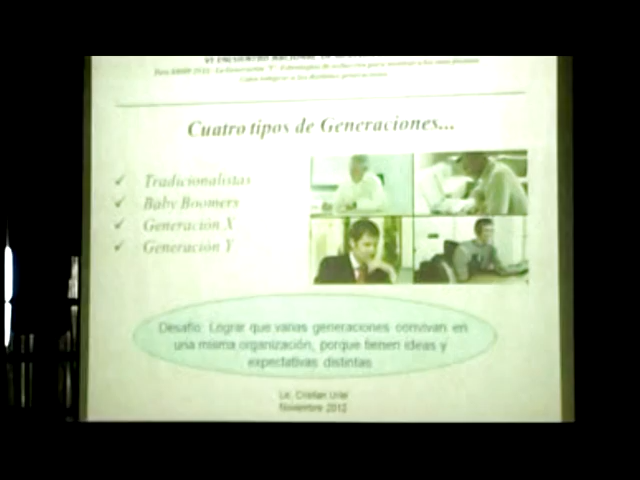 Cuatro tipos de Generaciones...
✓ Tradicionalistas
✓ Baby Boomers
✓ Generación X
✓ Generación Y
Desafío: Lograr que varias generaciones convivan en
una misma organización, porque tienen ideas y
expectativas distintas
Lic. Cristian
Noviembre 2012